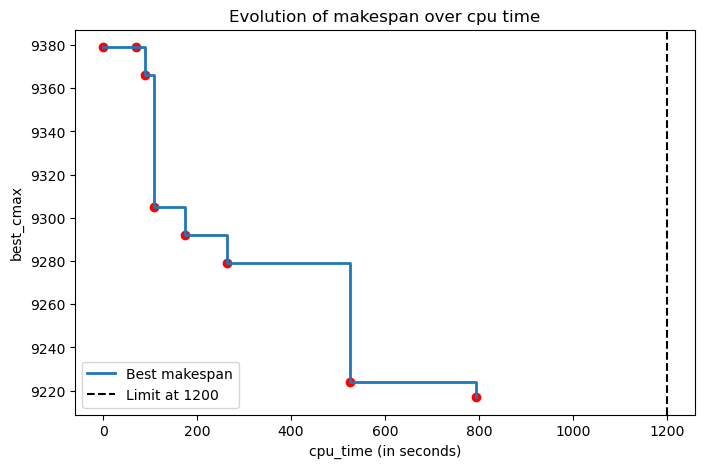 Evolution of makespan over cpu time
best_cmax
9380
9360
9340
9320
9300
9280
9260
9240
9220
Best makespan
Limit at 1200
0 200 400 600 800 1000 1200
cpu_time (in seconds)